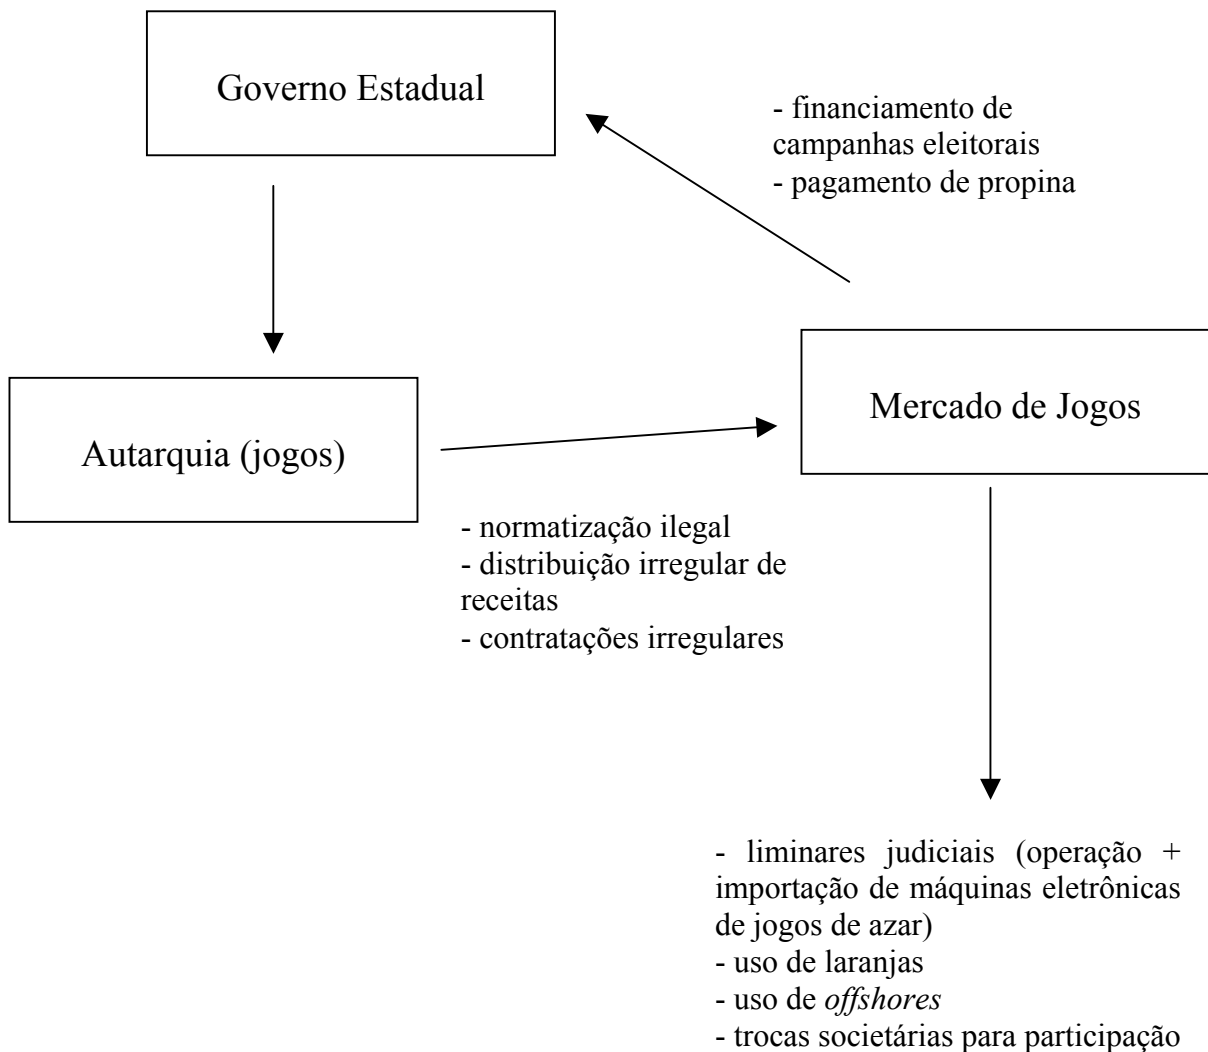 Governo Estadual
- financiamento de
campanhas eleitorais
- pagamento de propina
Mercado de Jogos
Autarquia (jogos)
- normatização ilegal
- distribuição irregular de
receitas
- contratações irregulares
- liminares judiciais (operação +
importação de máquinas eletrônicas
de jogos de azar)
- uso de laranjas
- uso de offshores
- trocas societárias para participação